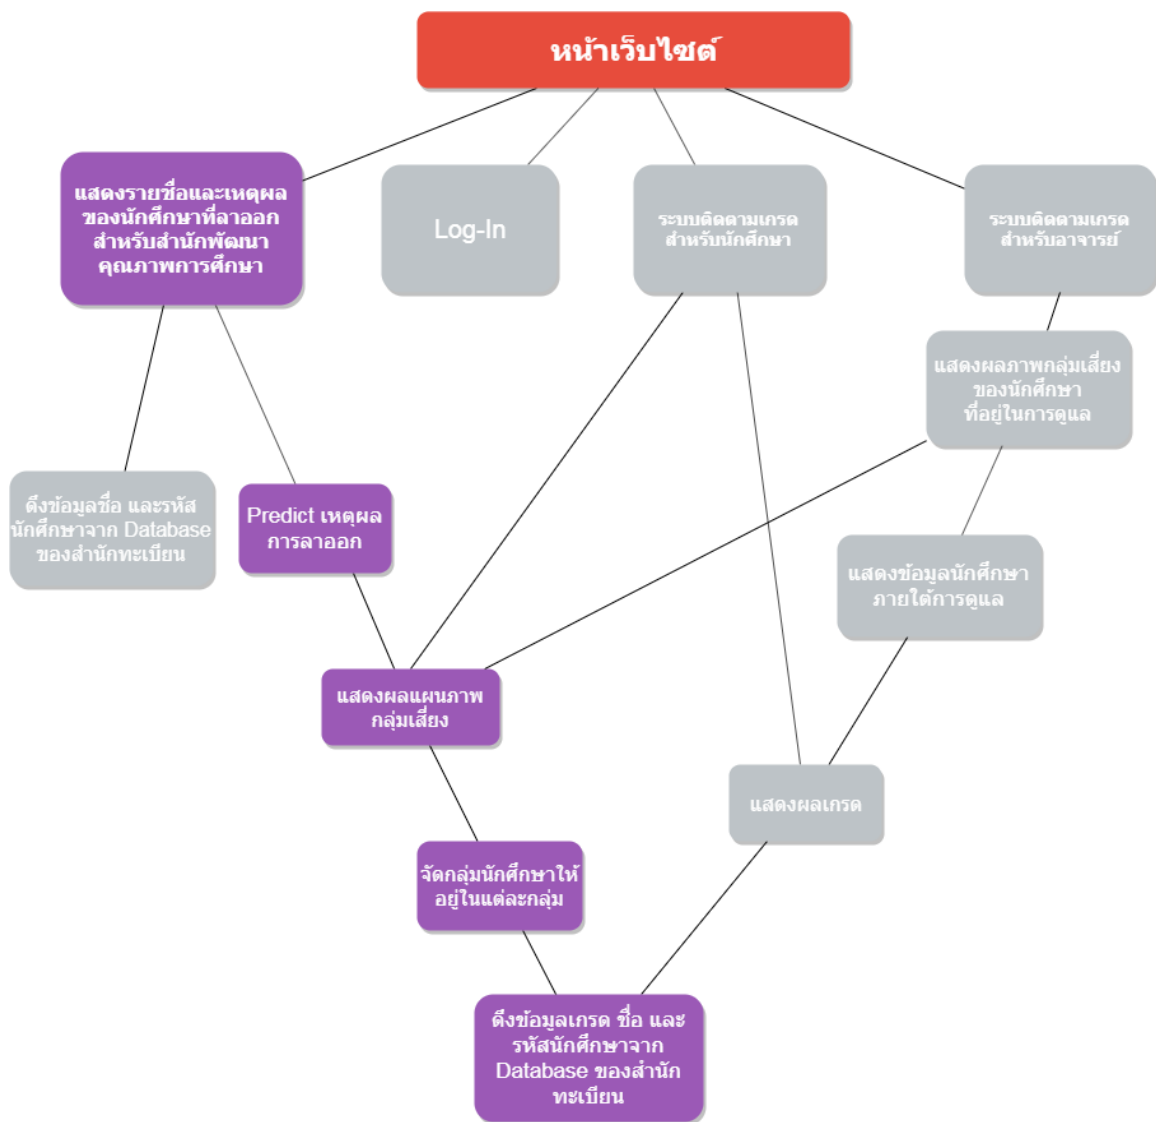 หน้าเว็บไซต์
แสดงรายชื่อและเหตุผล
ของนักศึกษาที่ลาออก
สำหรับสำนักพัฒนา
คุณภาพการศึกษา
Log-In
ระบบติดตามเกรด
สำหรับนักศึกษา
ระบบติดตามเกรด
สำหรับอาจารย์
แสดงผลภาพกลุ่มเสี่ยง
ของนักศึกษา
ที่อยู่ในการดูแล
ดึงข้อมูลชื่อ และรหัส
นักศึกษาจาก Database
ของสำนักทะเบียน
Predict เหตุผล
การลาออก
แสดงข้อมูลนักศึกษา
ภายใต้การดูแล
แสดงผลแผนภาพ
กลุ่มเสี่ยง
แสดงผลเกรด
จัดกลุ่มนักศึกษาให้
อยู่ในแต่ละกลุ่ม
ดึงข้อมูลเกรด ชื่อ และ
รหัสนักศึกษาจาก
Database ของสำนัก
ทะเบียน